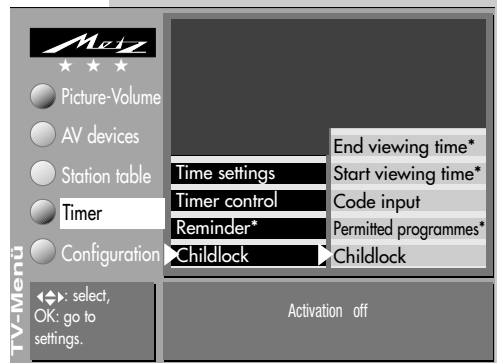 Metz
Picture-Volume
AV devices
Station table
Timer
Configuration
Time settings
Timer control
Reminder*
Childlock
End viewing time*
Start viewing time*
Code input
Permitted programmes*
Childlock
TV-Menü
: select,
OK: go to
settings.
Activation off